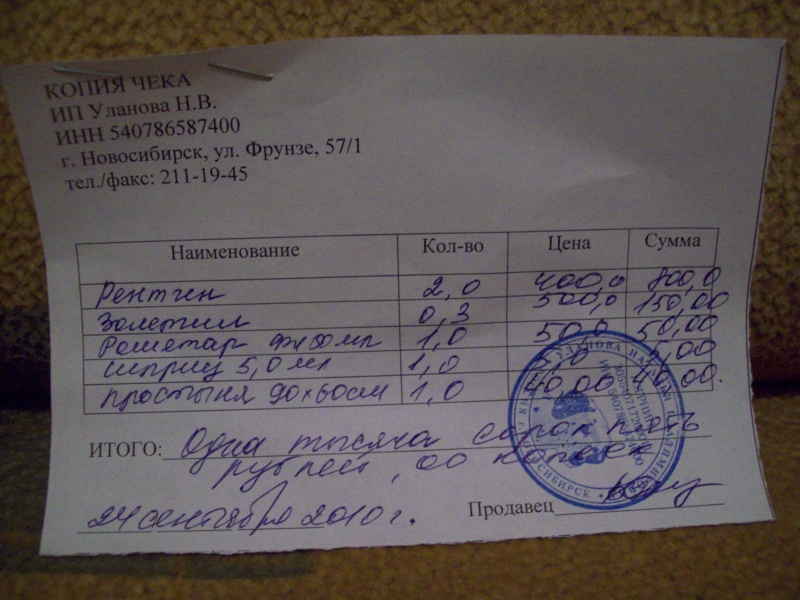 КОПИЯ ЧЕКА
ИП Уланова Н.В.
ИНН 540786587400
г. Новосибирск, ул. Фрунзе, 57/1
тел./факс: 211-19-45
Наименование Кол-во Цена Сумма
Рентген 2,0 400,0 800,0
Золетил 0,3 500,0 150,00
1,0 50,0 50,00
шприц 5,0 мл 1,0 5,0 5,00
простыня 90х60см 1,0 40,00 40,00.
ИТОГО: Одна тысяча сорок пять
рублей, 00 копеек
24 сентября 2010 г.
Продавец
УЛАНОВА
НОВОСИБИРСК